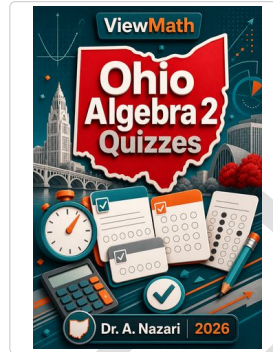 ViewMath
Ohio
Algebra 2
Quizzes
Dr. A. Nazari | 2026